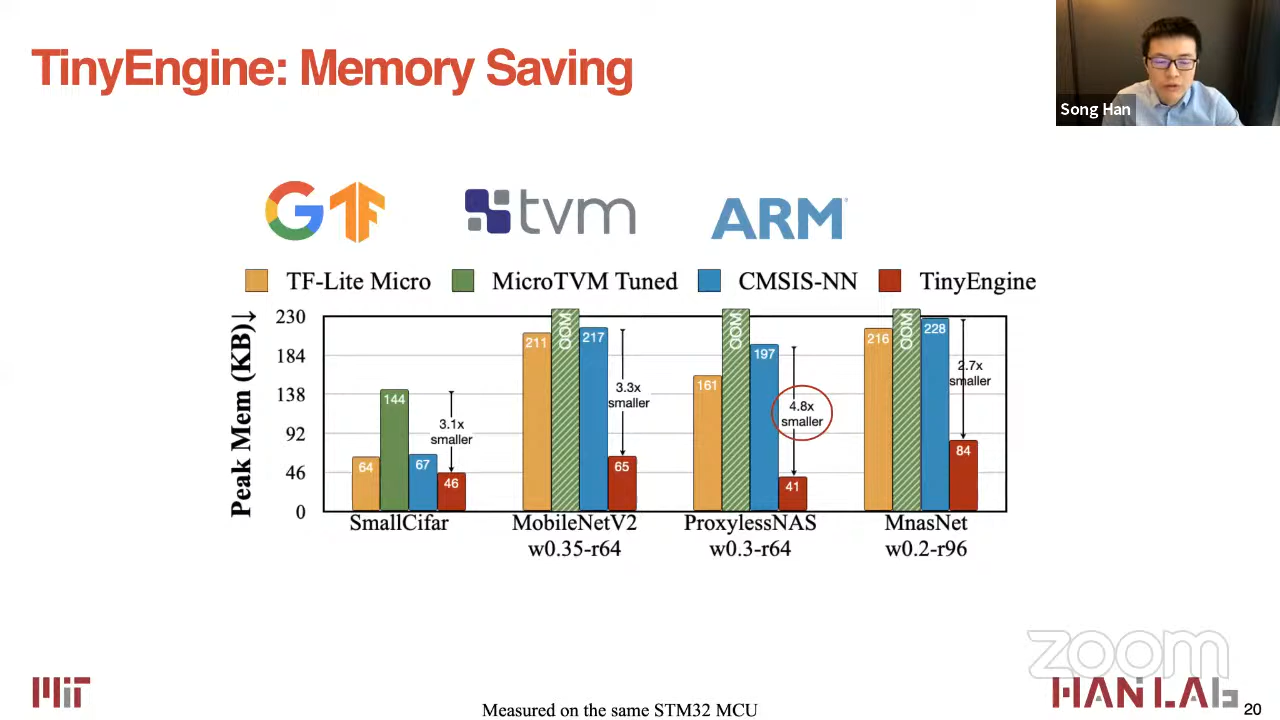 TinyEngine: Memory Saving
Song Han
G TF
tvm
ARM
TF-Lite Micro MicroTVM Tuned CMSIS-NN TinyEngine
Peak Mem (KB)↓
230
184
138
92
46
0
64 144 67 46
3.1x
smaller
211 OOM 217 65
3.3x
smaller
161 OOM 197 41
4.8x
smaller
216 OOM 228 84
2.7x
smaller
SmallCifar MobileNetV2 ProxylessNAS MnasNet
w0.35-r64 w0.3-r64 w0.2-r96
zoom
MIT
HAN LAB
Measured on the same STM32 MCU
20